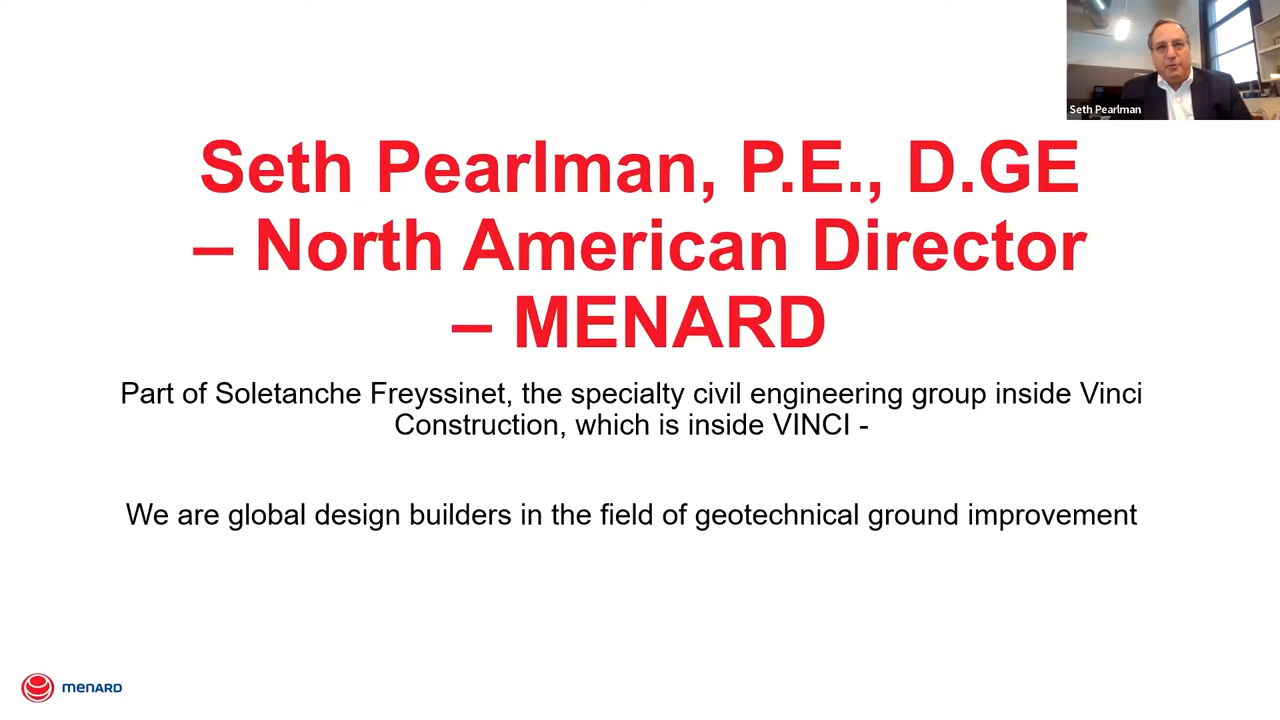 Seth Pearlman
Seth Pearlman, P.E., D.GE
– North American Director
– MENARD
Part of Soletanche Freyssinet, the specialty civil engineering group inside Vinci
Construction, which is inside VINCI -
We are global design builders in the field of geotechnical ground improvement
menARD